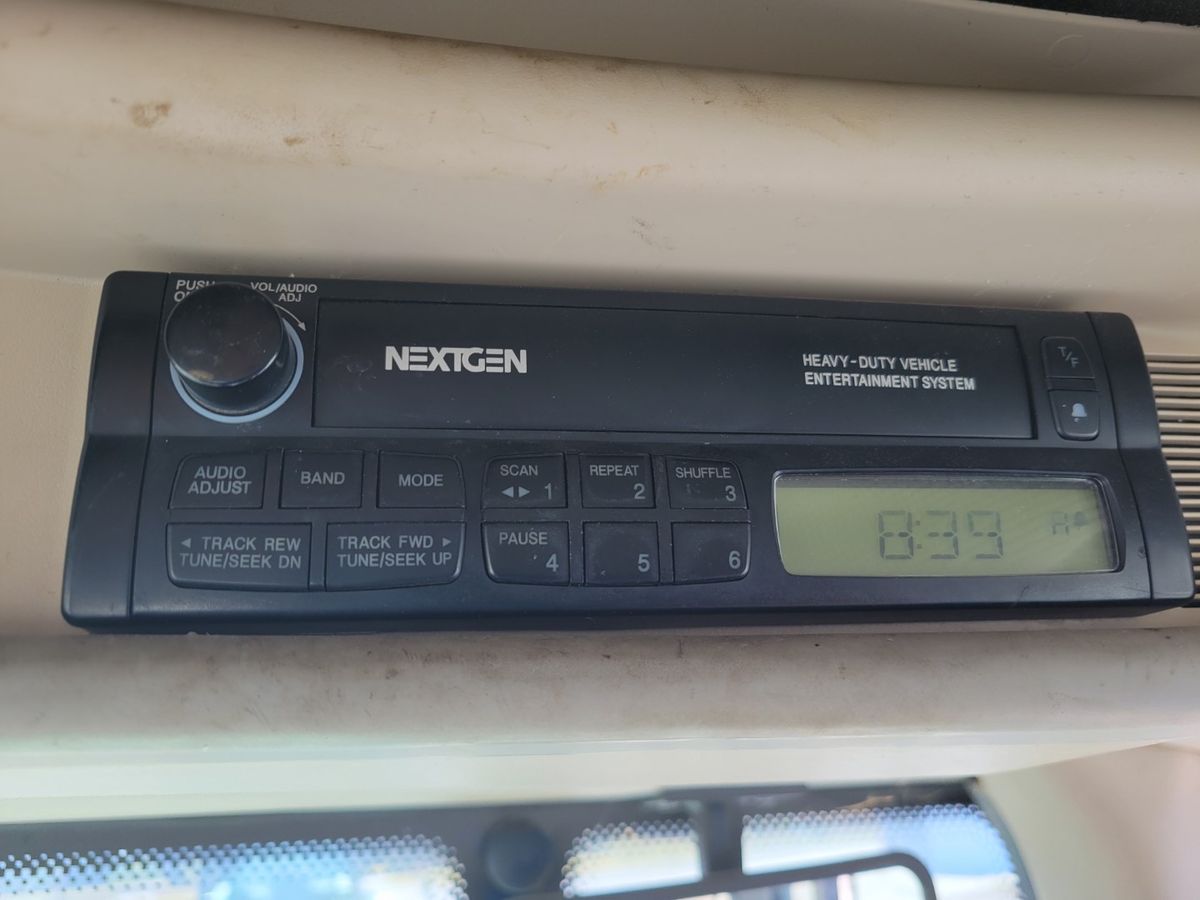 PUSH
VOL/AUDIO
ADJ
NEXTGEN
HEAVY-DUTY VEHICLE
ENTERTAINMENT SYSTEM
T/F
AUDIO
ADJUST
BAND
MODE
SCAN
◀▶ 1
REPEAT
2
SHUFFLE
3
◀ TRACK REW
TUNE/SEEK DN
TRACK FWD ▶
TUNE/SEEK UP
PAUSE
4
5
6
8:39